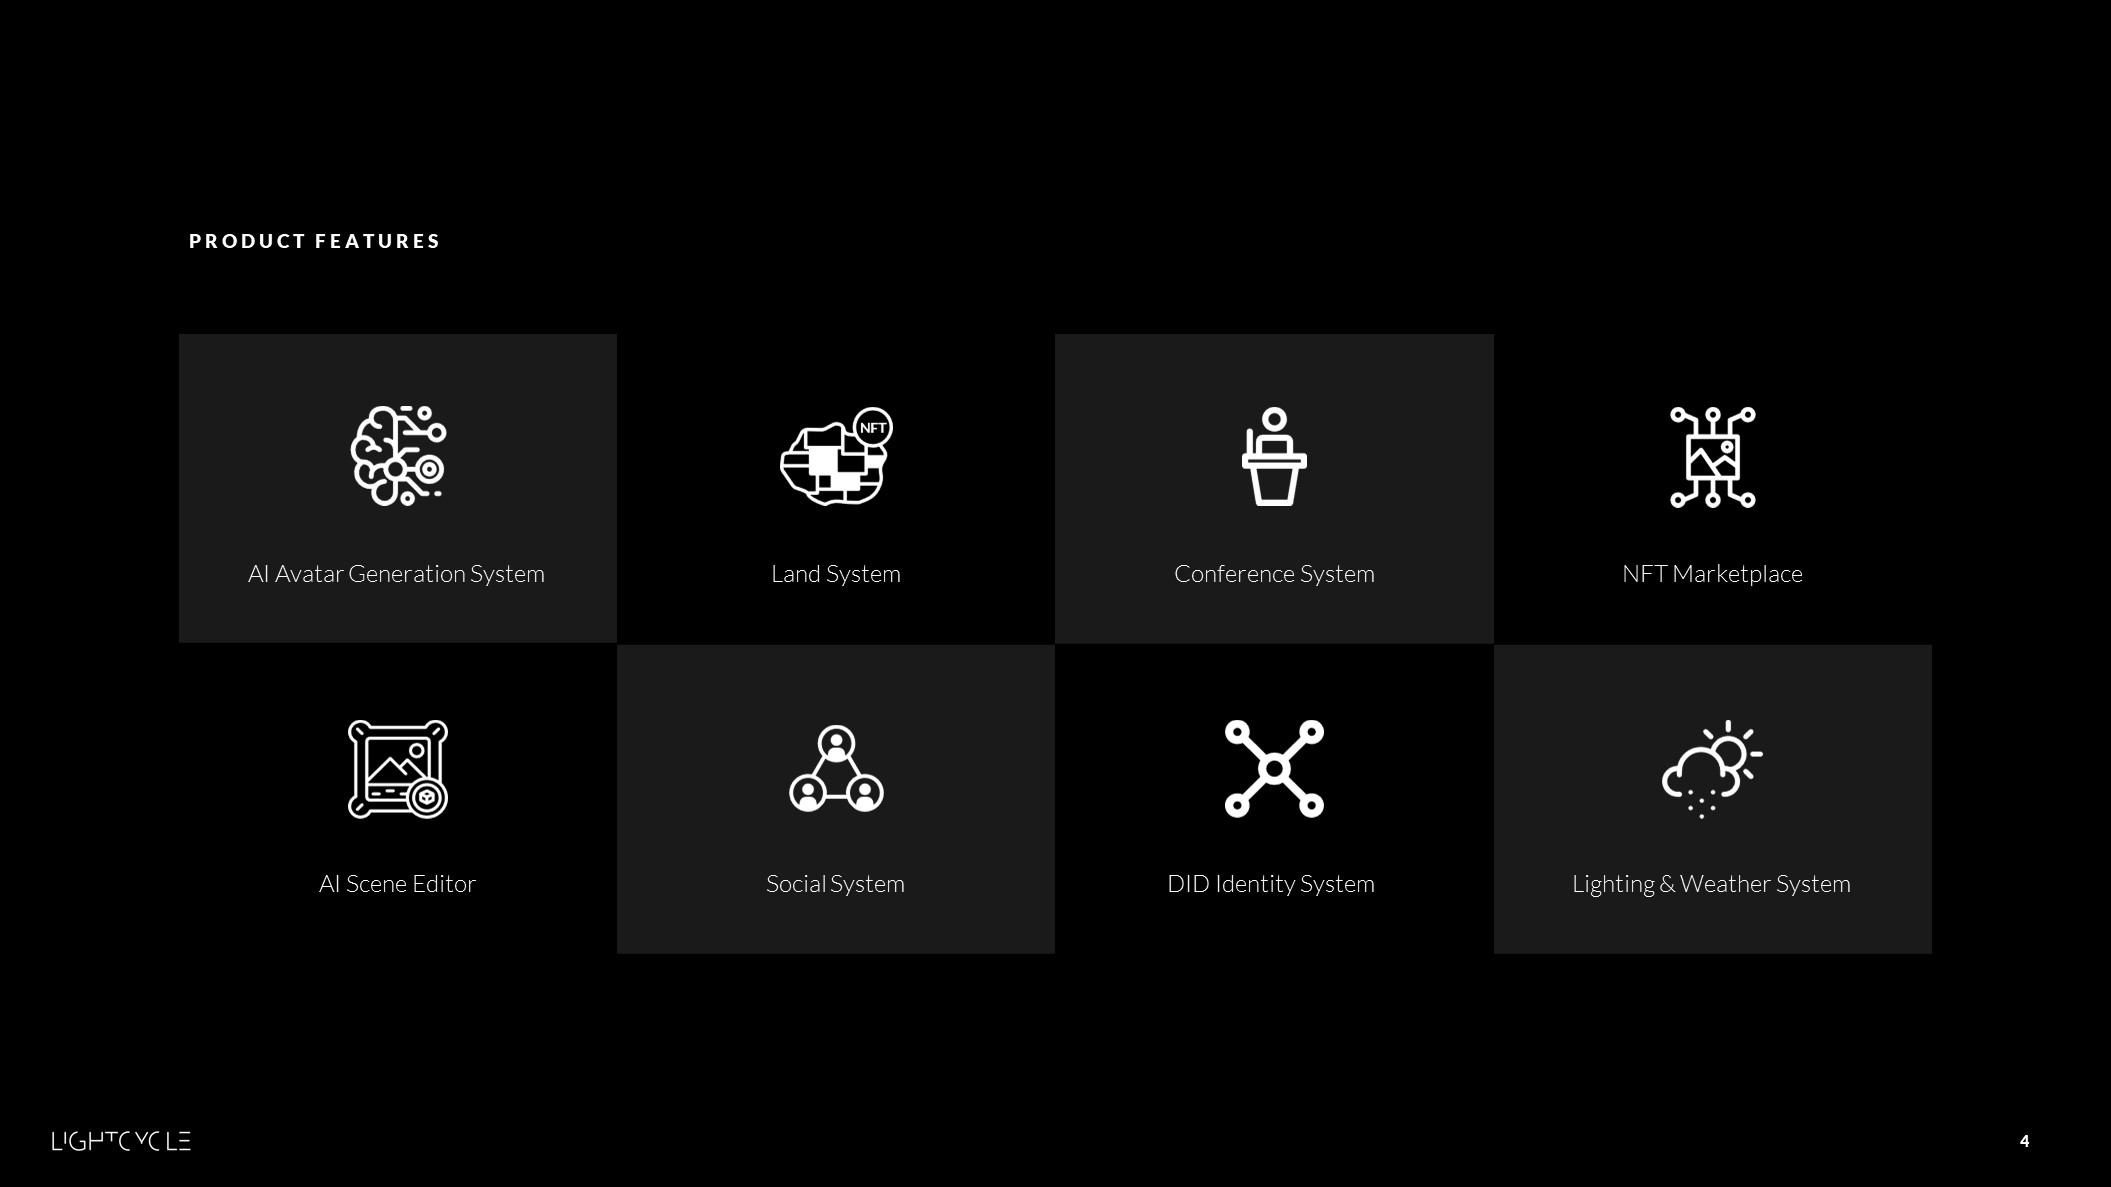 PRODUCT FEATURES
NFT
AI Avatar Generation System
Land System
Conference System
NFT Marketplace
AI Scene Editor
Social System
DID Identity System
Lighting & Weather System
LIGHTCYCLE
4